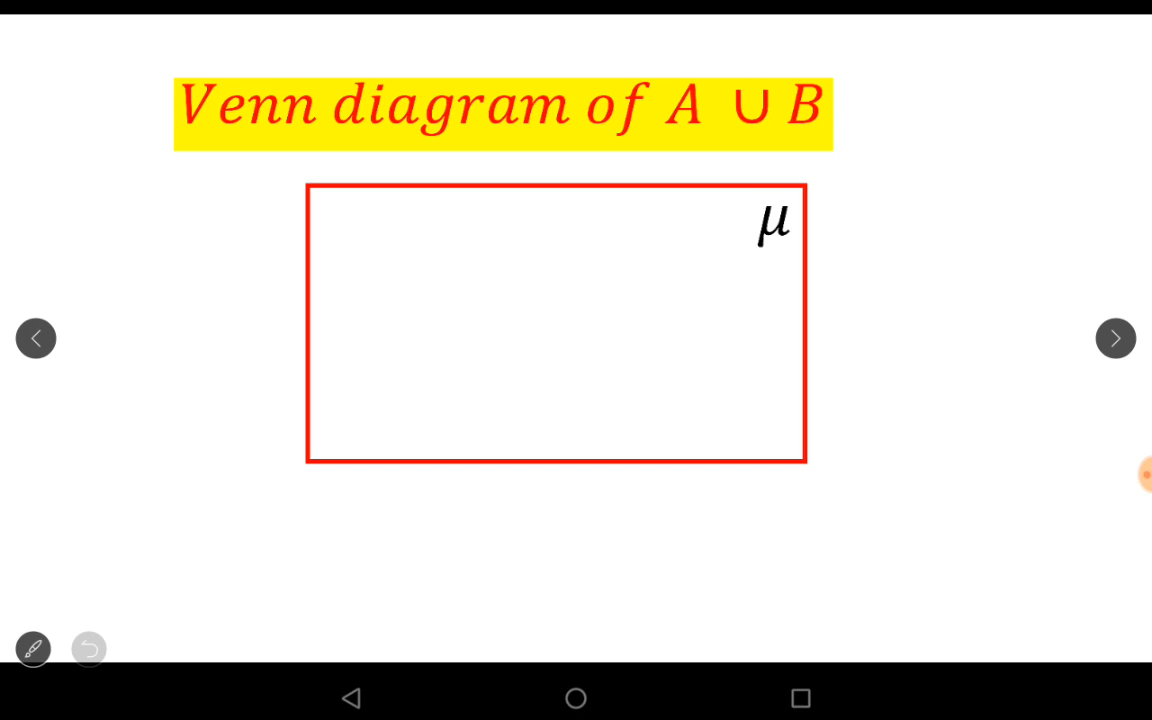 Venn diagram of A ∪ B
μ